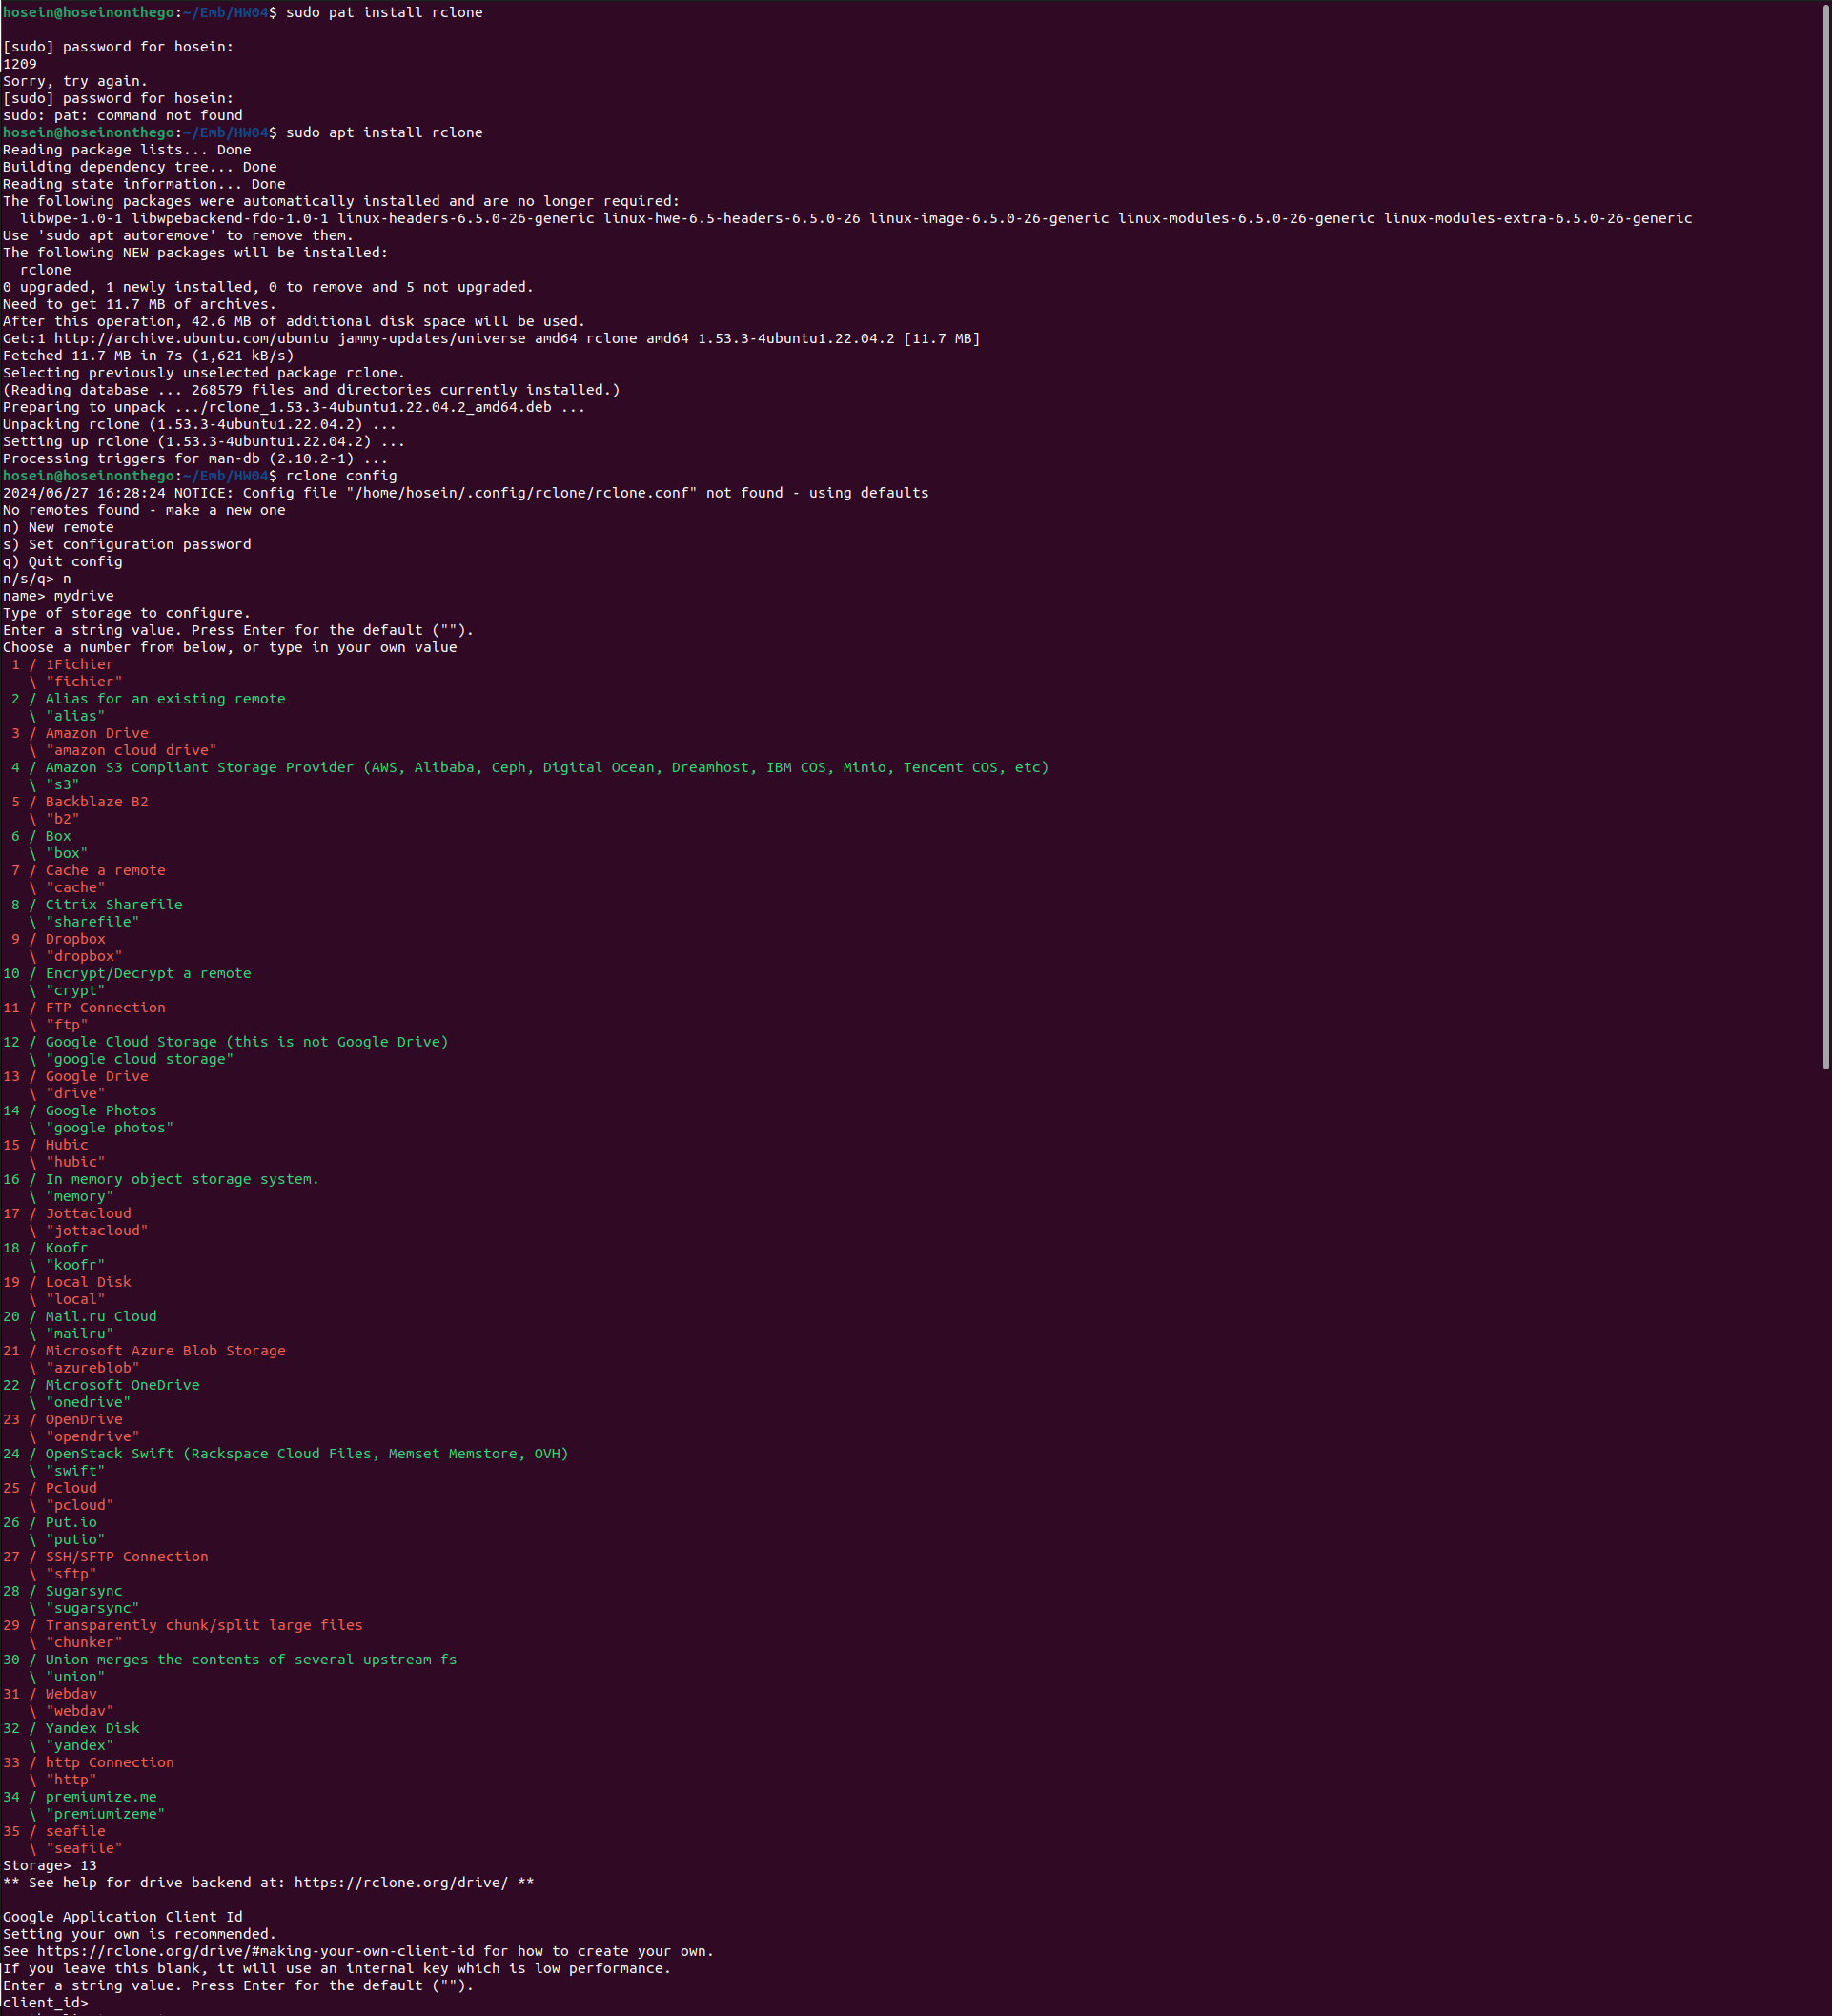 hosein@hoseinonthego:~/Emb/HW04$ sudo pat install rclone
[sudo] password for hosein:
1209
Sorry, try again.
[sudo] password for hosein:
sudo: pat: command not found
hosein@hoseinonthego:~/Emb/HW04$ sudo apt install rclone
Reading package lists... Done
Building dependency tree... Done
Reading state information... Done
The following packages were automatically installed and are no longer required:
  libwpe-1.0-1 libwpebackend-fdo-1.0-1 linux-headers-6.5.0-26-generic linux-hwe-6.5-headers-6.5.0-26 linux-image-6.5.0-26-generic linux-modules-6.5.0-26-generic linux-modules-extra-6.5.0-26-generic
Use 'sudo apt autoremove' to remove them.
The following NEW packages will be installed:
  rclone
0 upgraded, 1 newly installed, 0 to remove and 5 not upgraded.
Need to get 11.7 MB of archives.
After this operation, 42.6 MB of additional disk space will be used.
Get:1 http://archive.ubuntu.com/ubuntu jammy-updates/universe amd64 rclone amd64 1.53.3-4ubuntu1.22.04.2 [11.7 MB]
Fetched 11.7 MB in 7s (1,621 kB/s)
Selecting previously unselected package rclone.
(Reading database ... 268579 files and directories currently installed.)
Preparing to unpack .../rclone_1.53.3-4ubuntu1.22.04.2_amd64.deb ...
Unpacking rclone (1.53.3-4ubuntu1.22.04.2) ...
Setting up rclone (1.53.3-4ubuntu1.22.04.2) ...
Processing triggers for man-db (2.10.2-1) ...
hosein@hoseinonthego:~/Emb/HW04$ rclone config
2024/06/27 16:28:24 NOTICE: Config file "/home/hosein/.config/rclone/rclone.conf" not found - using defaults
No remotes found - make a new one
n) New remote
s) Set configuration password
q) Quit config
n/s/q> n
name> mydrive
Type of storage to configure.
Enter a string value. Press Enter for the default ("").
Choose a number from below, or type in your own value
 1 / 1Fichier
   \ "fichier"
 2 / Alias for an existing remote
   \ "alias"
 3 / Amazon Drive
   \ "amazon cloud drive"
 4 / Amazon S3 Compliant Storage Provider (AWS, Alibaba, Ceph, Digital Ocean, Dreamhost, IBM COS, Minio, Tencent COS, etc)
   \ "s3"
 5 / Backblaze B2
   \ "b2"
 6 / Box
   \ "box"
 7 / Cache a remote
   \ "cache"
 8 / Citrix Sharefile
   \ "sharefile"
 9 / Dropbox
   \ "dropbox"
10 / Encrypt/Decrypt a remote
   \ "crypt"
11 / FTP Connection
   \ "ftp"
12 / Google Cloud Storage (this is not Google Drive)
   \ "google cloud storage"
13 / Google Drive
   \ "drive"
14 / Google Photos
   \ "google photos"
15 / Hubic
   \ "hubic"
16 / In memory object storage system.
   \ "memory"
17 / Jottacloud
   \ "jottacloud"
18 / Koofr
   \ "koofr"
19 / Local Disk
   \ "local"
20 / Mail.ru Cloud
   \ "mailru"
21 / Microsoft Azure Blob Storage
   \ "azureblob"
22 / Microsoft OneDrive
   \ "onedrive"
23 / OpenDrive
   \ "opendrive"
24 / OpenStack Swift (Rackspace Cloud Files, Memset Memstore, OVH)
   \ "swift"
25 / Pcloud
   \ "pcloud"
26 / Put.io
   \ "putio"
27 / SSH/SFTP Connection
   \ "sftp"
28 / Sugarsync
   \ "sugarsync"
29 / Transparently chunk/split large files
   \ "chunker"
30 / Union merges the contents of several upstream fs
   \ "union"
31 / Webdav
   \ "webdav"
32 / Yandex Disk
   \ "yandex"
33 / http Connection
   \ "http"
34 / premiumize.me
   \ "premiumizeme"
35 / seafile
   \ "seafile"
Storage> 13
** See help for drive backend at: https://rclone.org/drive/ **
Google Application Client Id
Setting your own is recommended.
See https://rclone.org/drive/#making-your-own-client-id for how to create your own.
If you leave this blank, it will use an internal key which is low performance.
Enter a string value. Press Enter for the default ("").
client_id>